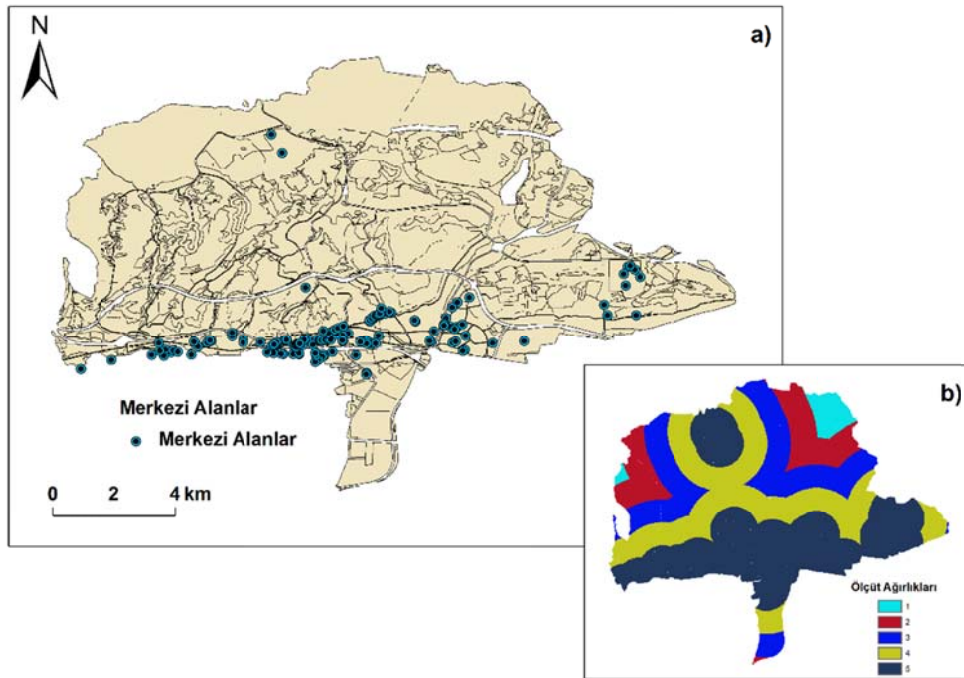 N
a)
Merkezi Alanlar
Merkezi Alanlar
0 2 4 km
b)
Ölçüt Ağırlıkları
1
2
3
4
5